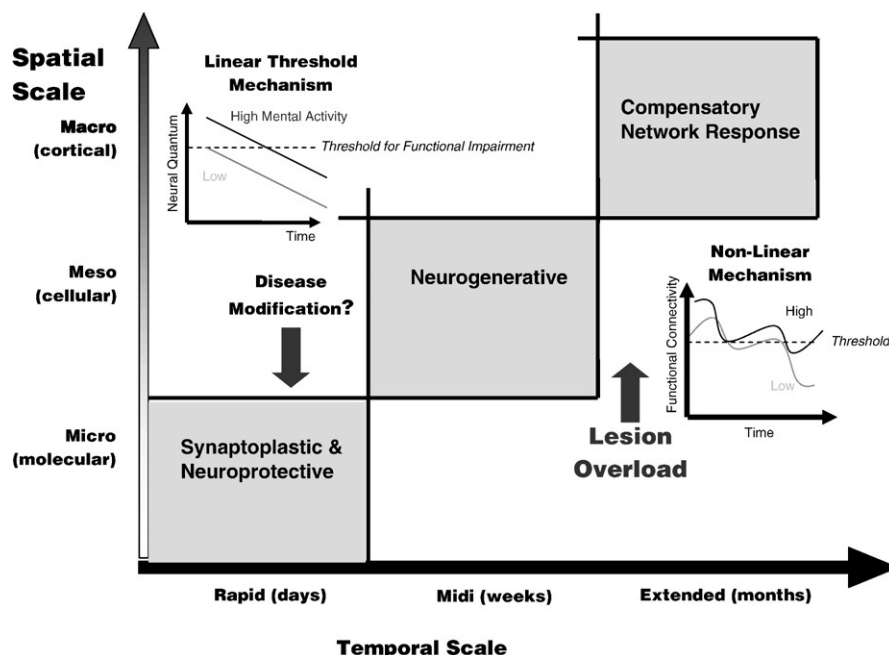 Spatial
Scale
Macro
(cortical)
Meso
(cellular)
Micro
(molecular)
Linear Threshold
Mechanism
High Mental Activity
Threshold for Functional Impairment
Low
Neural Quantum
Time
Compensatory
Network Response
Neurogenerative
Disease
Modification?
Non-Linear
Mechanism
High
Threshold
Low
Functional Connectivity
Time
Synaptoplastic &
Neuroprotective
Lesion
Overload
Rapid (days)
Midi (weeks)
Extended (months)
Temporal Scale